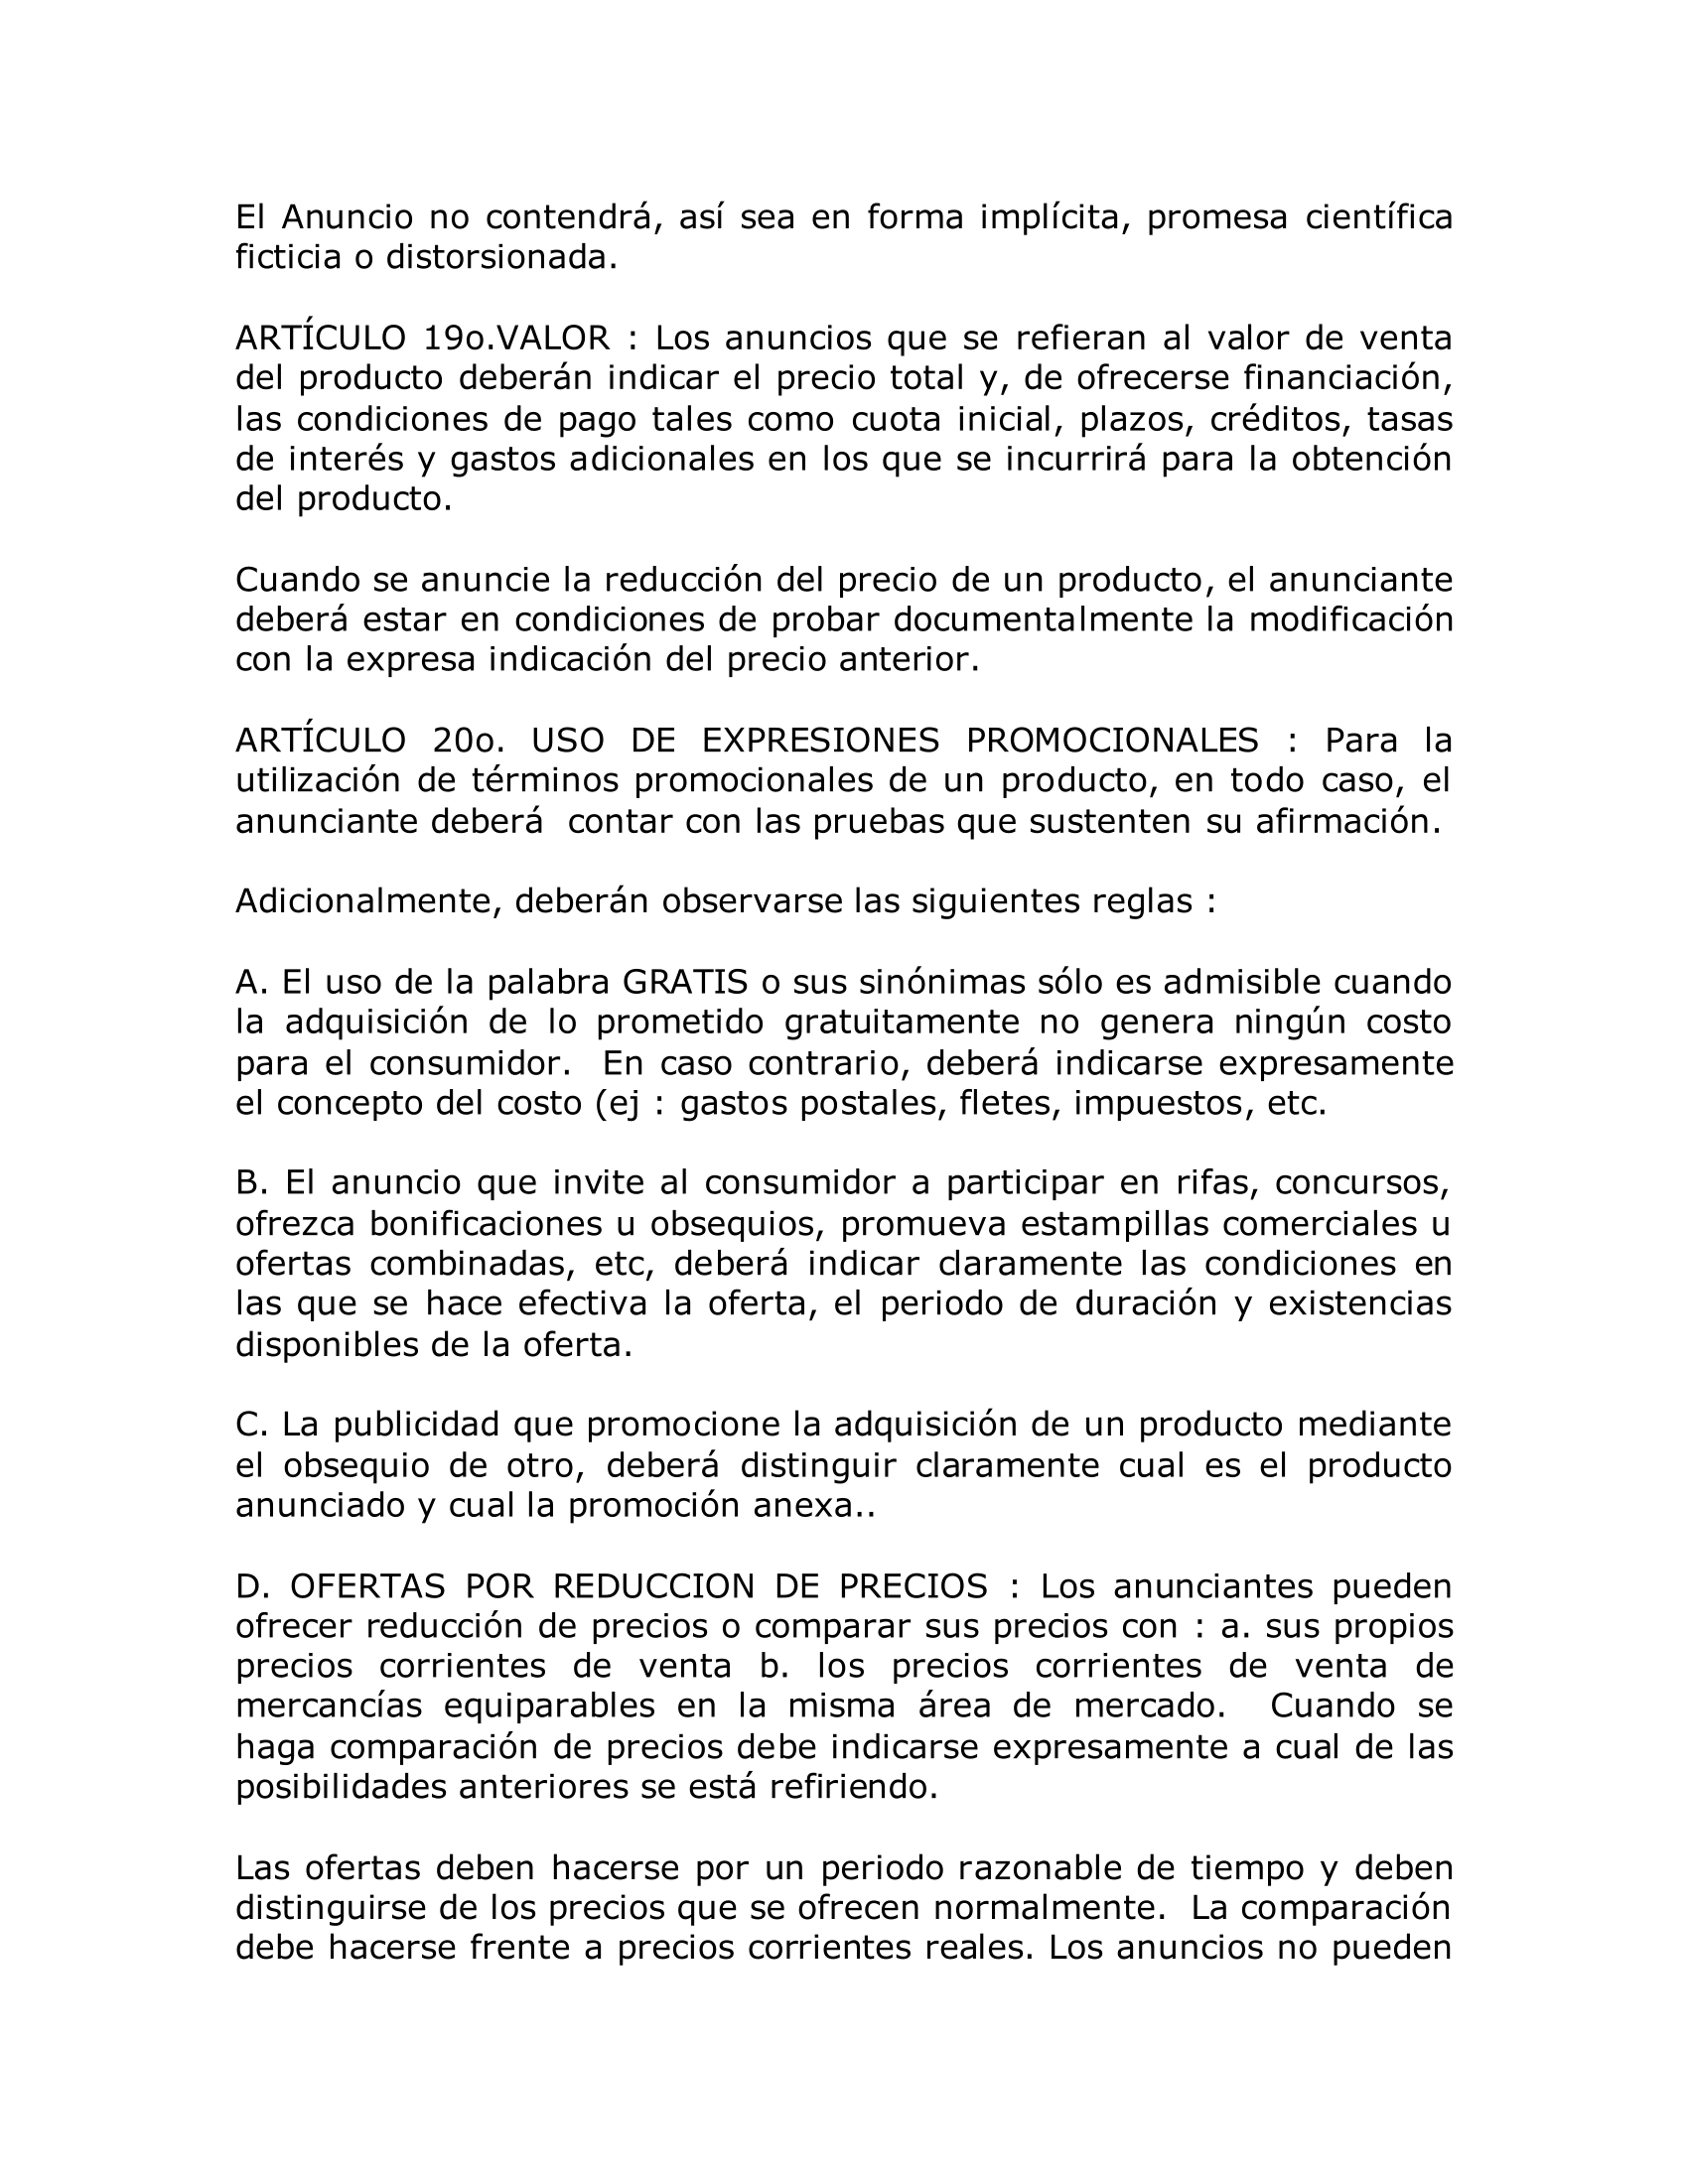 El Anuncio no contendrá, así sea en forma implícita, promesa científica
ficticia o distorsionada.
ARTÍCULO 19o.VALOR : Los anuncios que se refieran al valor de venta
del producto deberán indicar el precio total y, de ofrecerse financiación,
las condiciones de pago tales como cuota inicial, plazos, créditos, tasas
de interés y gastos adicionales en los que se incurrirá para la obtención
del producto.
Cuando se anuncie la reducción del precio de un producto, el anunciante
deberá estar en condiciones de probar documentalmente la modificación
con la expresa indicación del precio anterior.
ARTÍCULO 20o. USO DE EXPRESIONES PROMOCIONALES : Para la
utilización de términos promocionales de un producto, en todo caso, el
anunciante deberá  contar con las pruebas que sustenten su afirmación.
Adicionalmente, deberán observarse las siguientes reglas :
A. El uso de la palabra GRATIS o sus sinónimas sólo es admisible cuando
la adquisición de lo prometido gratuitamente no genera ningún costo
para el consumidor.  En caso contrario, deberá indicarse expresamente
el concepto del costo (ej : gastos postales, fletes, impuestos, etc.
B. El anuncio que invite al consumidor a participar en rifas, concursos,
ofrezca bonificaciones u obsequios, promueva estampillas comerciales u
ofertas combinadas, etc, deberá indicar claramente las condiciones en
las que se hace efectiva la oferta, el periodo de duración y existencias
disponibles de la oferta.
C. La publicidad que promocione la adquisición de un producto mediante
el obsequio de otro, deberá distinguir claramente cual es el producto
anunciado y cual la promoción anexa..
D. OFERTAS POR REDUCCION DE PRECIOS : Los anunciantes pueden
ofrecer reducción de precios o comparar sus precios con : a. sus propios
precios corrientes de venta b. los precios corrientes de venta de
mercancías equiparables en la misma área de mercado.  Cuando se
haga comparación de precios debe indicarse expresamente a cual de las
posibilidades anteriores se está refiriendo.
Las ofertas deben hacerse por un periodo razonable de tiempo y deben
distinguirse de los precios que se ofrecen normalmente.  La comparación
debe hacerse frente a precios corrientes reales. Los anuncios no pueden